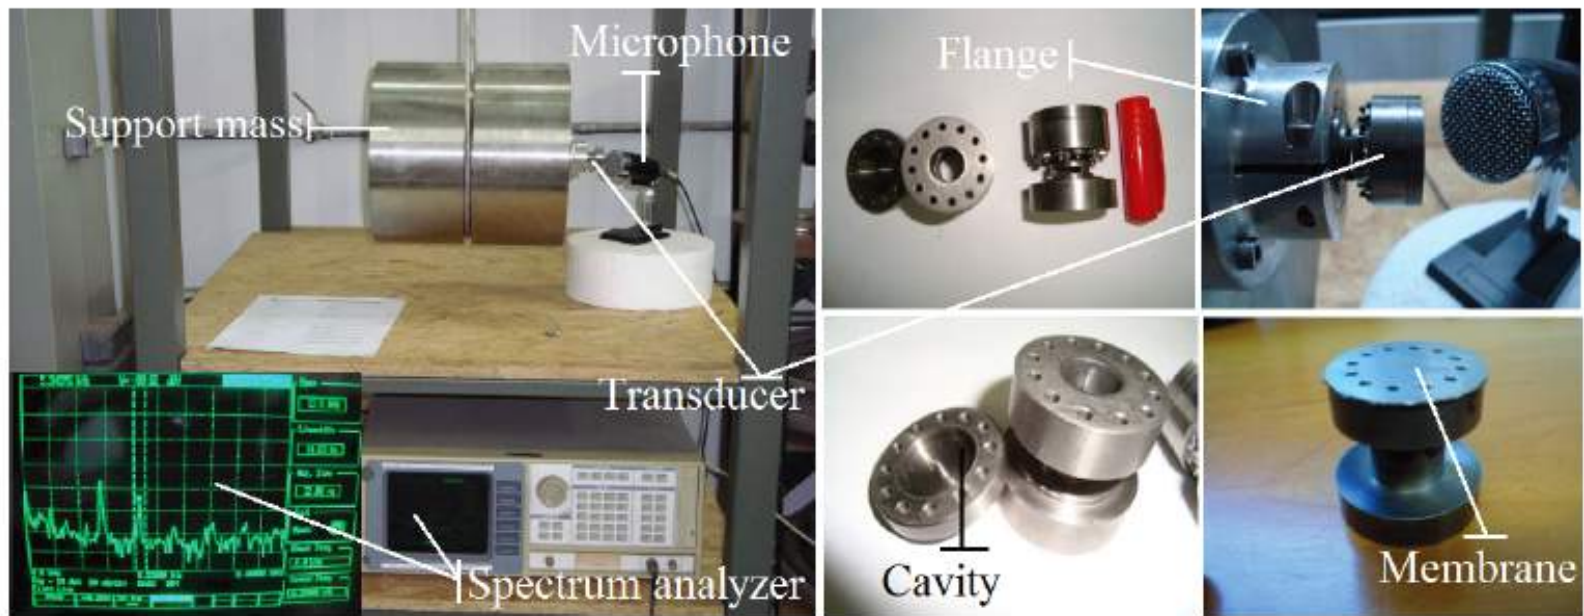 Microphone
Support mass
Transducer
Spectrum analyzer
Flange
Cavity
Membrane